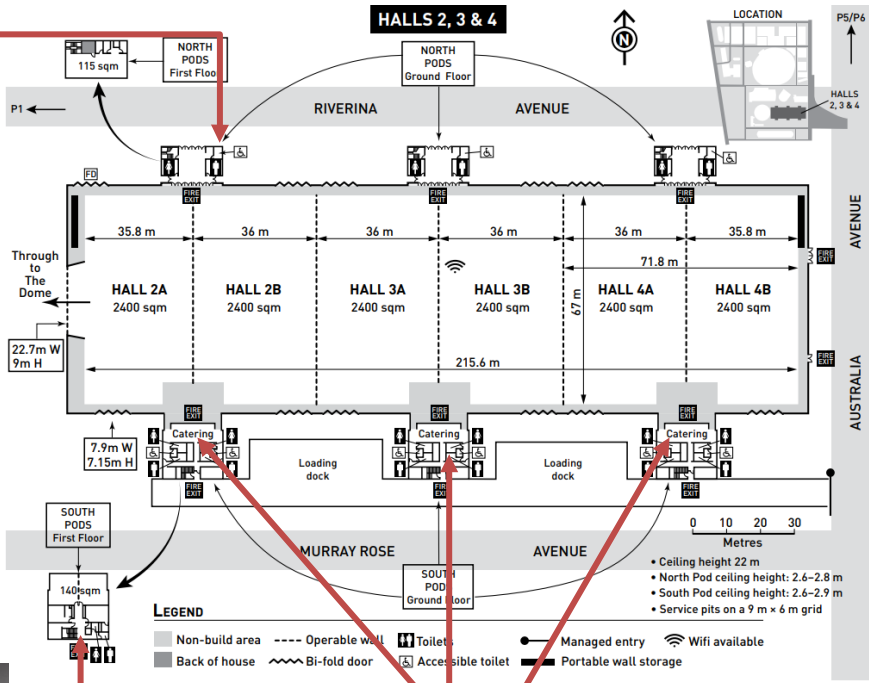 HALLS 2, 3 & 4
N
LOCATION
P5/P6
HALLS
2, 3 & 4
NORTH
PODS
First Floor
115 sqm
NORTH
PODS
Ground Floor
P1
RIVERINA AVENUE
FD
FIRE
EXIT
FIRE
EXIT
FIRE
EXIT
35.8 m
36 m
36 m
36 m
36 m
35.8 m
71.8 m
AVENUE
FIRE
EXIT
Through
to
The
Dome
HALL 2A
2400 sqm
HALL 2B
2400 sqm
HALL 3A
2400 sqm
HALL 3B
2400 sqm
HALL 4A
2400 sqm
HALL 4B
2400 sqm
67 m
22.7m W
9m H
215.6 m
FIRE
EXIT
AUSTRALIA
FIRE
EXIT
FIRE
EXIT
FIRE
EXIT
Catering
Catering
Catering
7.9m W
7.15m H
Loading
dock
Loading
dock
FIRE
EXIT
FIRE
EXIT
FIRE
EXIT
SOUTH
PODS
First Floor
140 sqm
MURRAY ROSE AVENUE
SOUTH
PODS
Ground Floor
0 10 20 30
Metres
• Ceiling height 22 m
• North Pod ceiling height: 2.6–2.8 m
• South Pod ceiling height: 2.6–2.9 m
• Service pits on a 9 m × 6 m grid
LEGEND
Non-build area
Operable wall
Toilets
Managed entry
Wifi available
Back of house
Bi-fold door
Accessible toilet
Portable wall storage